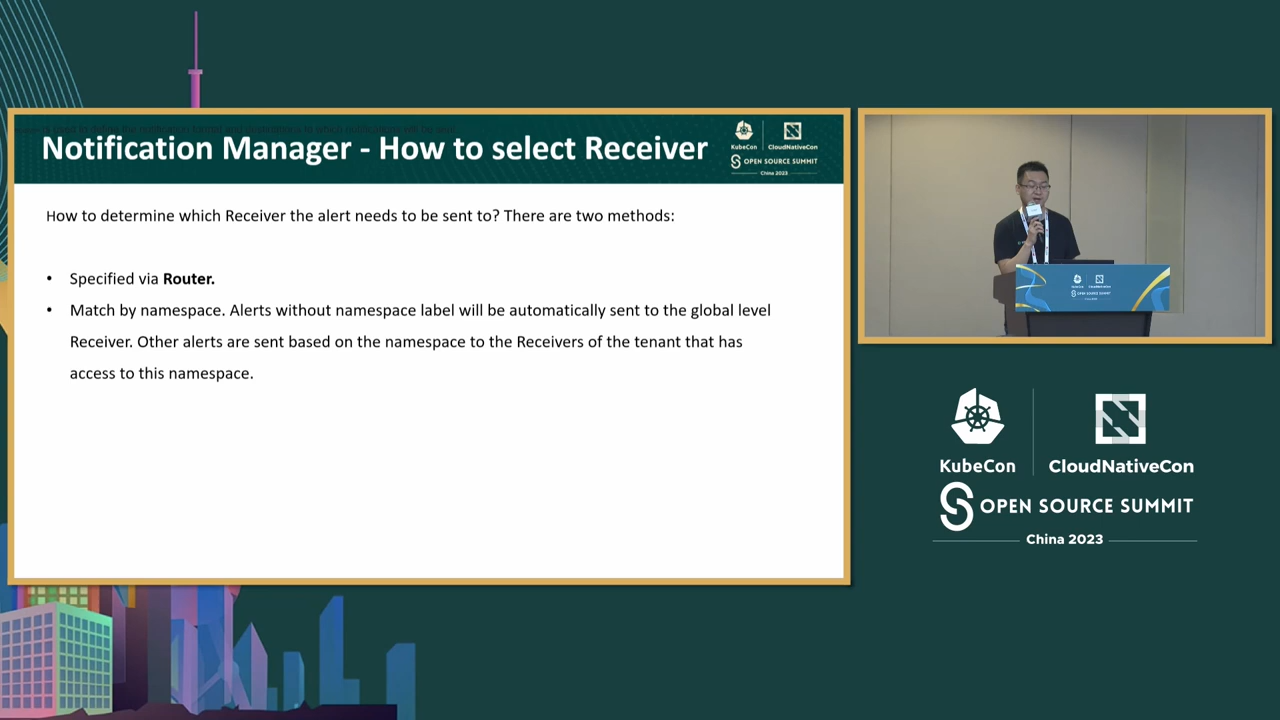 Notification Manager - How to select Receiver
KubeCon
CloudNativeCon
OPEN SOURCE SUMMIT
China 2023
How to determine which Receiver the alert needs to be sent to? There are two methods:
• Specified via Router.
• Match by namespace. Alerts without namespace label will be automatically sent to the global level
Receiver. Other alerts are sent based on the namespace to the Receivers of the tenant that has
access to this namespace.
OPEN SOURCE SUMMIT
KubeCon
CloudNativeCon
OPEN SOURCE SUMMIT
China 2023